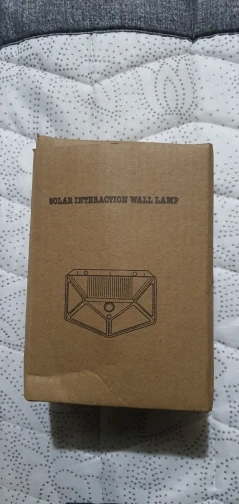 SOLAR INTERACTION WALL LAMP